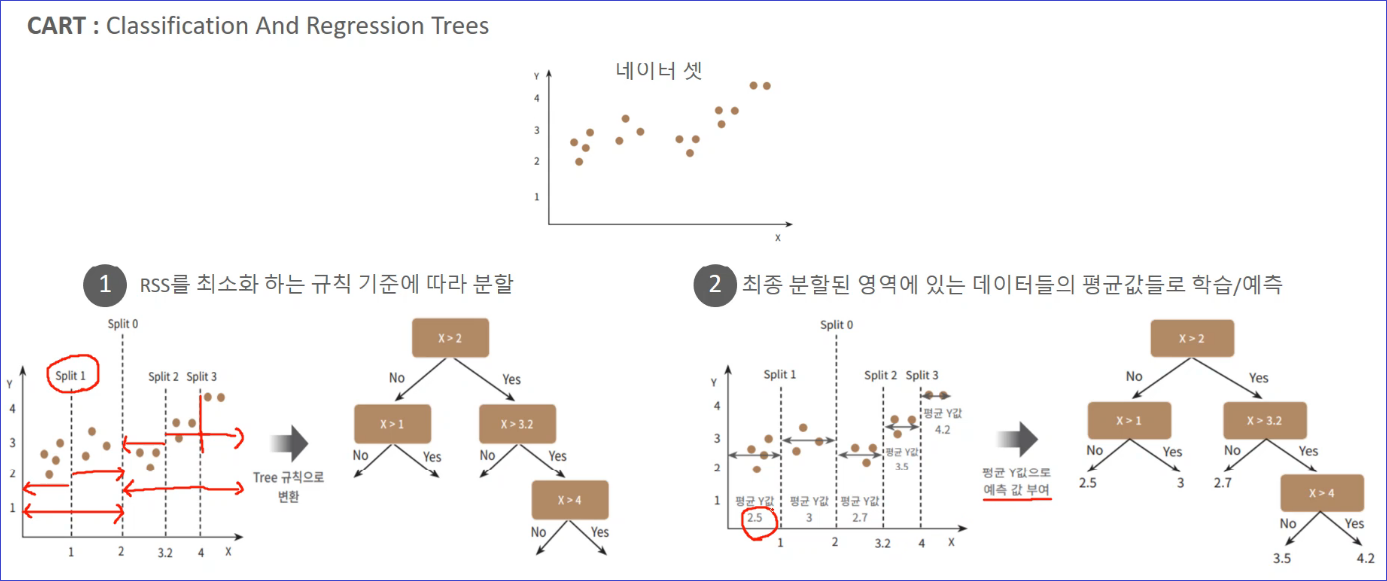 CART : Classification And Regression Trees
데이터 셋
Y
4
3
2
1
X
1 RSS를 최소화 하는 규칙 기준에 따라 분할
Split 0
Split 1
Split 2
Split 3
Y
4
3
2
1
1
2
3.2
4
X
Tree 규칙으로
변환
X > 2
No
Yes
X > 1
X > 3.2
No
Yes
No
Yes
X > 4
No
Yes
2 최종 분할된 영역에 있는 데이터들의 평균값들로 학습/예측
Split 0
Split 1
Split 2
Split 3
Y
4
3
2
1
평균 Y값
4.2
평균 Y값
3.5
평균 Y값
2.5
평균 Y값
3
평균 Y값
2.7
1
2
3.2
4
X
평균 Y값으로
예측 값 부여
X > 2
No
Yes
X > 1
X > 3.2
No
Yes
No
Yes
2.5
3
2.7
X > 4
No
Yes
3.5
4.2